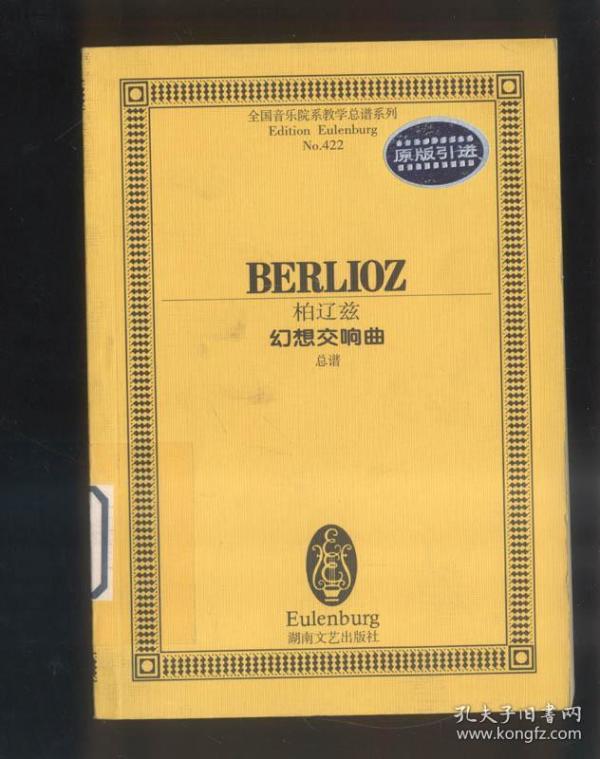 全国音乐院系教学总谱系列
Edition Eulenburg
No.422
原版引进
BERLIOZ
柏辽兹
幻想交响曲
总谱
Eulenburg
湖南文艺出版社
孔夫子旧书网
www.kongfz.com